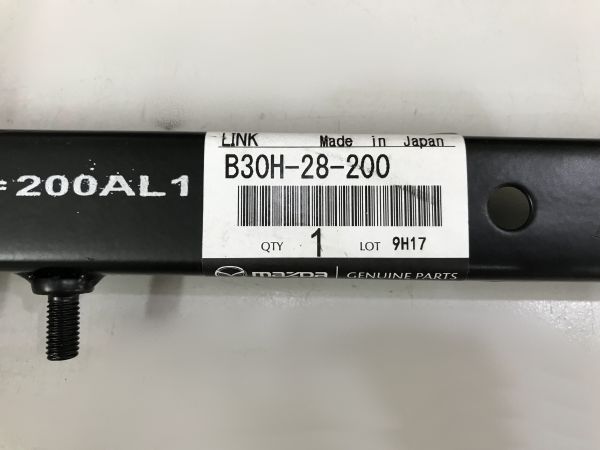 LINK Made in Japan
B30H-28-200
=200AL1
QTY 1 LOT 9H17
mazda GENUINE PARTS